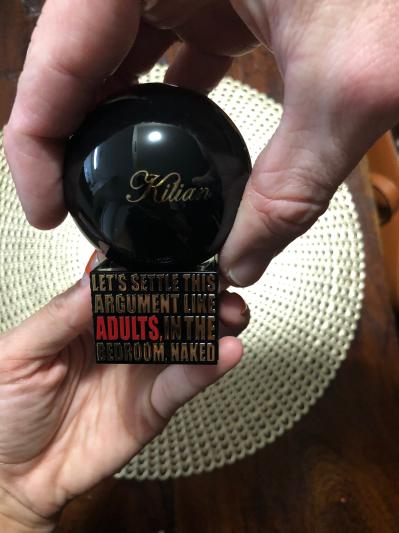 Kilian
LET'S SETTLE THIS
ARGUMENT LIKE
ADULTS, IN THE
BEDROOM, NAKED